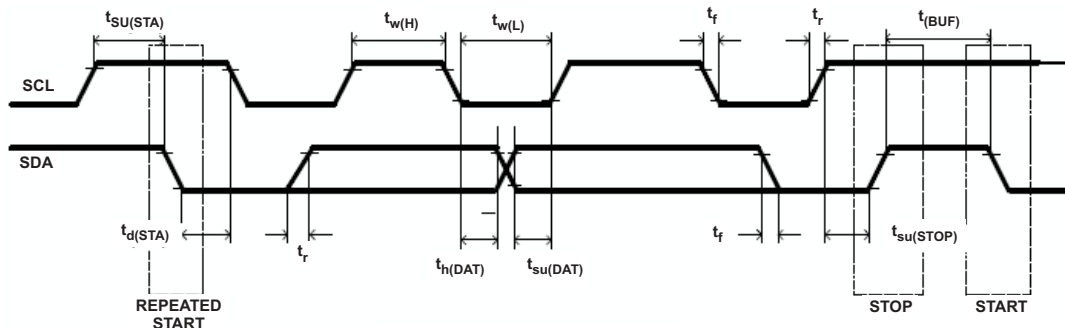 tSU(STA)
tw(H)
tw(L)
tf
tr
t(BUF)
SCL
SDA
td(STA)
tr
th(DAT)
tsu(DAT)
tf
tsu(STOP)
REPEATED
START
STOP
START